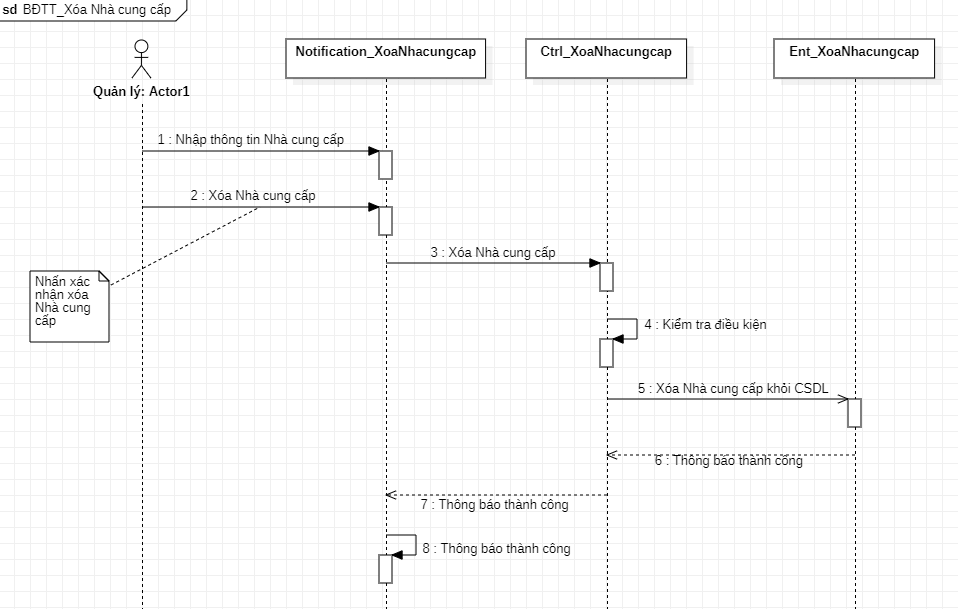 sd BĐTT_Xóa Nhà cung cấp
Notification_XoaNhacungcap
Ctrl_XoaNhacungcap
Ent_XoaNhacungcap
Quản lý: Actor1
1 : Nhập thông tin Nhà cung cấp
2 : Xóa Nhà cung cấp
3 : Xóa Nhà cung cấp
Nhấn xác
nhận xóa
Nhà cung
cấp
4 : Kiểm tra điều kiện
5 : Xóa Nhà cung cấp khỏi CSDL
6 : Thông báo thành công
7 : Thông báo thành công
8 : Thông báo thành công